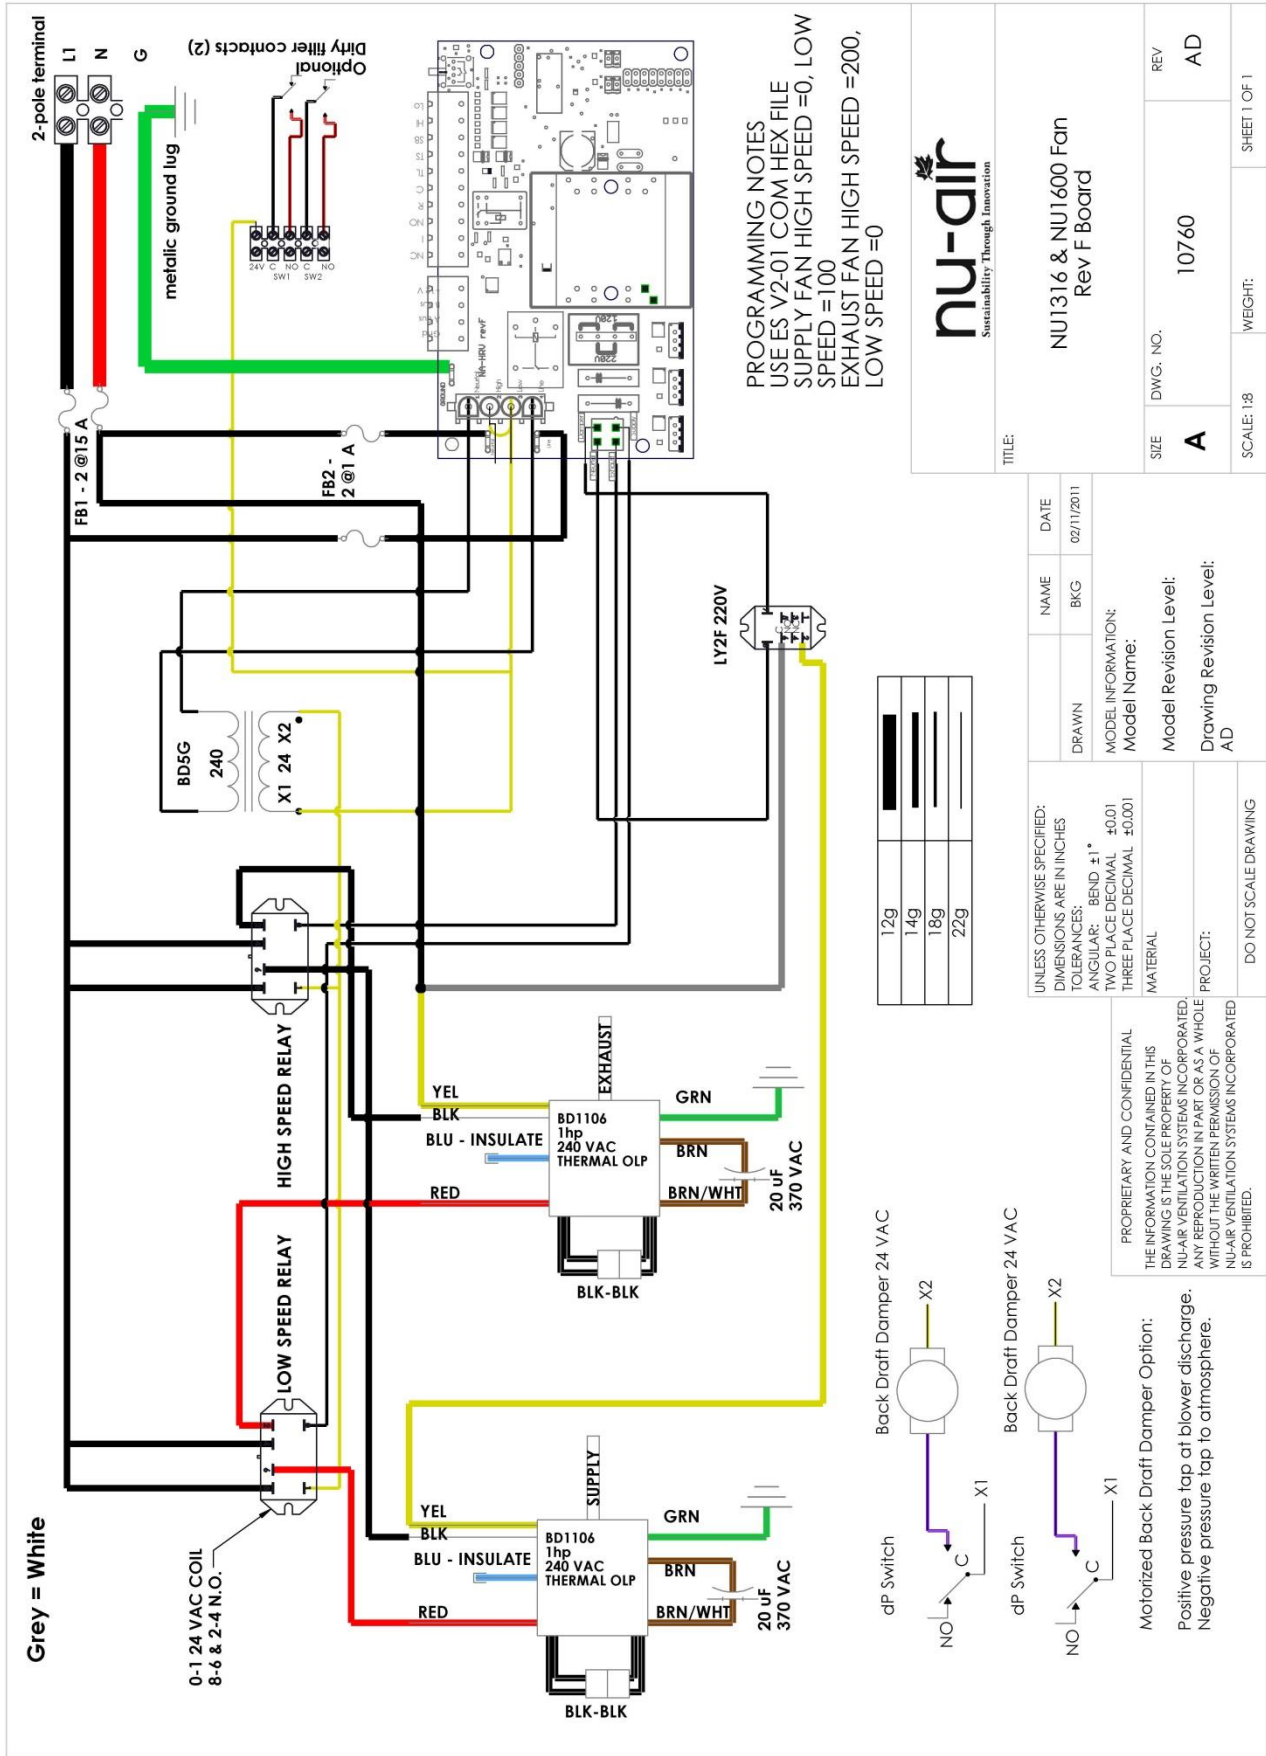 Grey = White
0-1 24 VAC COIL
8-6 & 2-4 N.O.
LOW SPEED RELAY
HIGH SPEED RELAY
BD5G
240
X1 24 X2
FB1 - 2 @15 A
FB2 -
2 @1 A
2-pole terminal
L1
N
G
metalic ground lug
Optional
Dirty filter contacts (2)
24V
C
NO
C
NO
SW1
SW2
NC
NO
R
C
TL
TS
SB
HI
LO
NA-HRV revF
Neutral
High
Low
Line
220V
120V
LY2F 220V
RED
BLU - INSULATE
BLK
YEL
BD1106
1hp
240 VAC
THERMAL OLP
SUPPLY
GRN
BRN
BRN/WHT
20 uF
370 VAC
BLK-BLK
RED
BLU - INSULATE
BLK
YEL
BD1106
1hp
240 VAC
THERMAL OLP
EXHAUST
GRN
BRN
BRN/WHT
20 uF
370 VAC
BLK-BLK
PROGRAMMING NOTES
USE ES V2-01 COM HEX FILE
SUPPLY FAN HIGH SPEED =0, LOW
SPEED =100
EXHAUST FAN HIGH SPEED =200,
LOW SPEED =0
12g
14g
18g
22g
dP Switch
NO
C
X1
Back Draft Damper 24 VAC
X2
dP Switch
NO
C
X1
Back Draft Damper 24 VAC
X2
Motorized Back Draft Damper Option:
Positive pressure tap at blower discharge.
Negative pressure tap to atmosphere.
PROPRIETARY AND CONFIDENTIAL
THE INFORMATION CONTAINED IN THIS
DRAWING IS THE SOLE PROPERTY OF
NU-AIR VENTILATION SYSTEMS INCORPORATED.
ANY REPRODUCTION IN PART OR AS A WHOLE
WITHOUT THE WRITTEN PERMISSION OF
NU-AIR VENTILATION SYSTEMS INCORPORATED
IS PROHIBITED.
UNLESS OTHERWISE SPECIFIED:
DIMENSIONS ARE IN INCHES
TOLERANCES:
ANGULAR: BEND ±1°
TWO PLACE DECIMAL ±0.01
THREE PLACE DECIMAL ±0.001
MATERIAL
PROJECT:
DO NOT SCALE DRAWING
NAME
DATE
DRAWN
BKG
02/11/2011
MODEL INFORMATION:
Model Name:
Model Revision Level:
Drawing Revision Level:
AD
nu-air
Sustainability Through Innovation
TITLE:
NU1316 & NU1600 Fan
Rev F Board
SIZE
A
DWG. NO.
10760
REV
AD
SCALE: 1:8
WEIGHT:
SHEET 1 OF 1